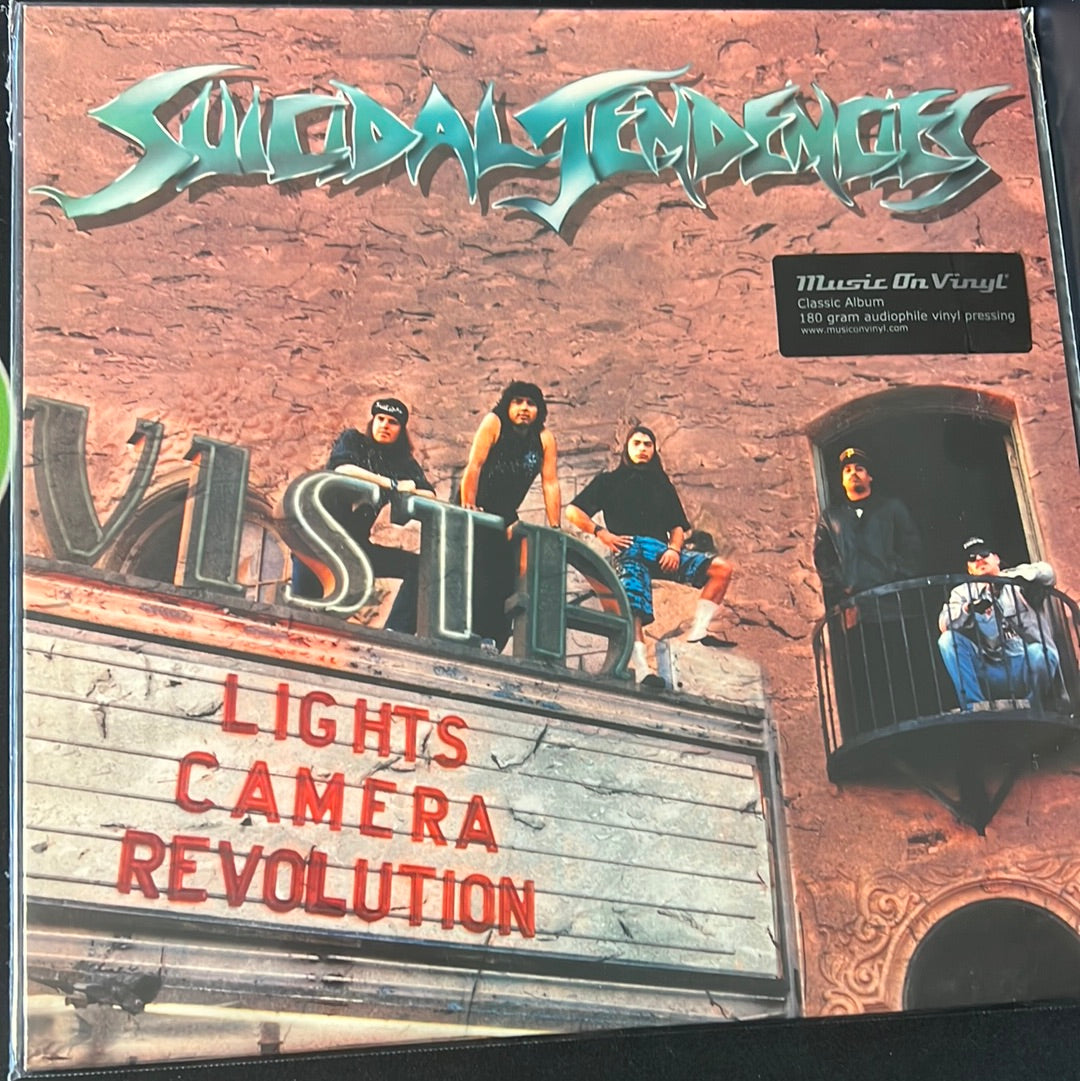 SUICIDAL TENDENCIES
Music On Vinyl
Classic Album
180 gram audiophile vinyl pressing
www.musiconvinyl.com
VISTA
LIGHTS
CAMERA
REVOLUTION